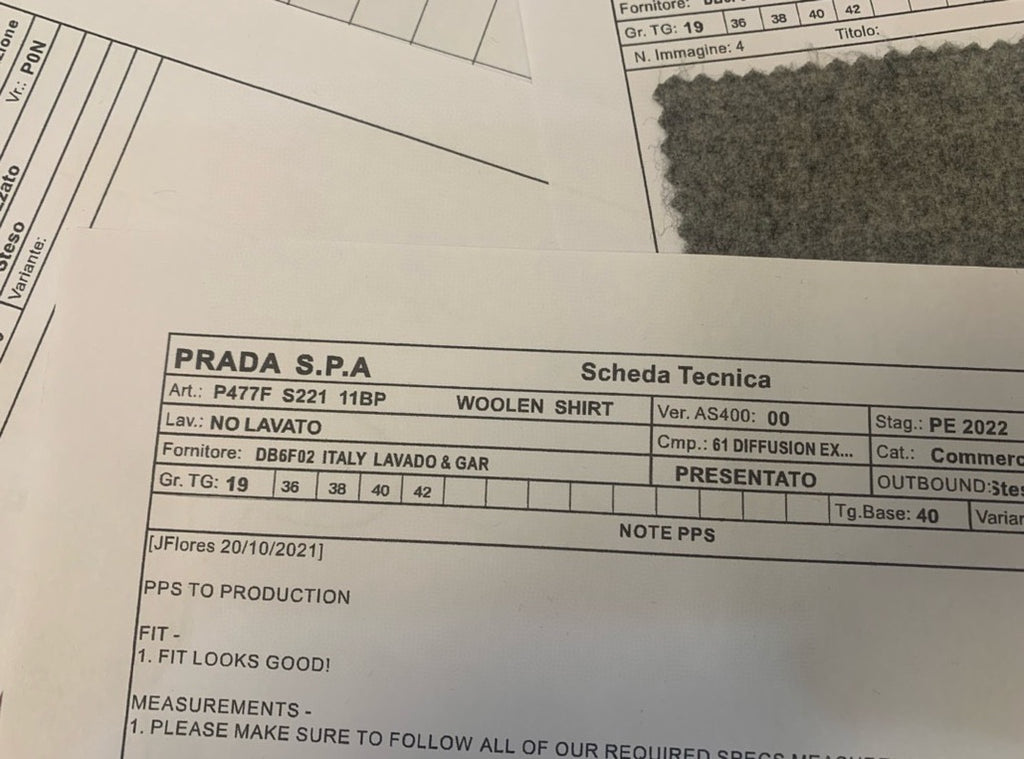 zione
Vr.: P0N
Steso
Variante:
Fornitore:
Gr. TG: 19 36 38 40 42
N. Immagine: 4 Titolo:
PRADA S.P.A Scheda Tecnica
Art.: P477F S221 11BP WOOLEN SHIRT Ver. AS400: 00 Stag.: PE 2022
Lav.: NO LAVATO Cmp.: 61 DIFFUSION EX... Cat.: Commerc
Fornitore: DB6F02 ITALY LAVADO & GAR PRESENTATO OUTBOUND:Stes
Gr. TG: 19 36 38 40 42 Tg.Base: 40 Varian
NOTE PPS
[JFlores 20/10/2021]
PPS TO PRODUCTION
FIT -
1. FIT LOOKS GOOD!
MEASUREMENTS -
1. PLEASE MAKE SURE TO FOLLOW ALL OF OUR REQUIRED SPECS